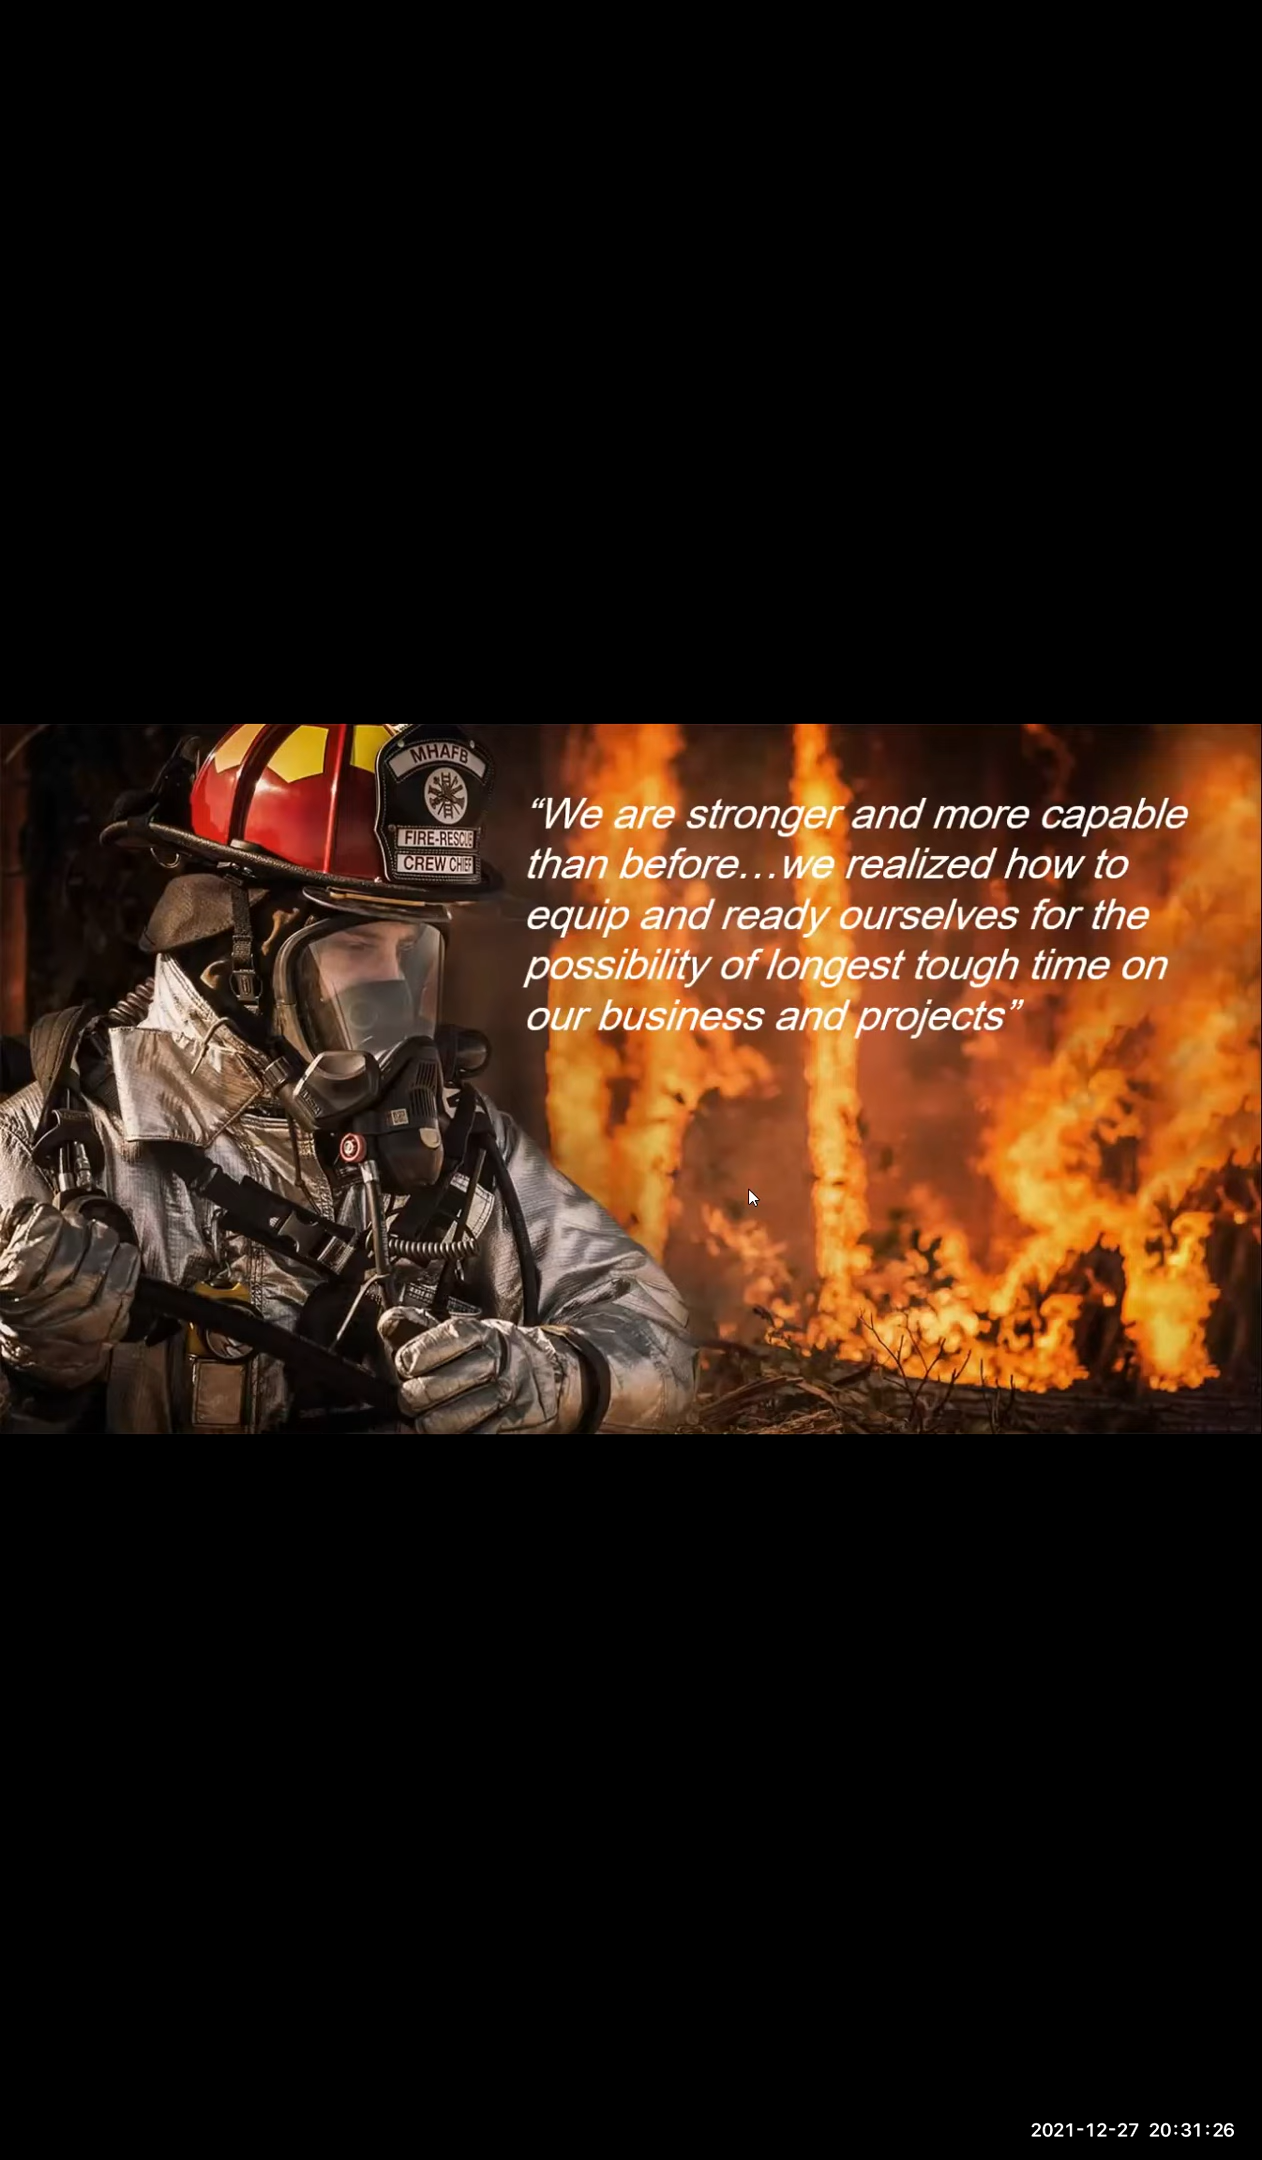 MHAFB
FIRE-RESCUE
CREW CHIEF
“We are stronger and more capable
than before…we realized how to
equip and ready ourselves for the
possibility of longest tough time on
our business and projects”
2021-12-27 20:31:26